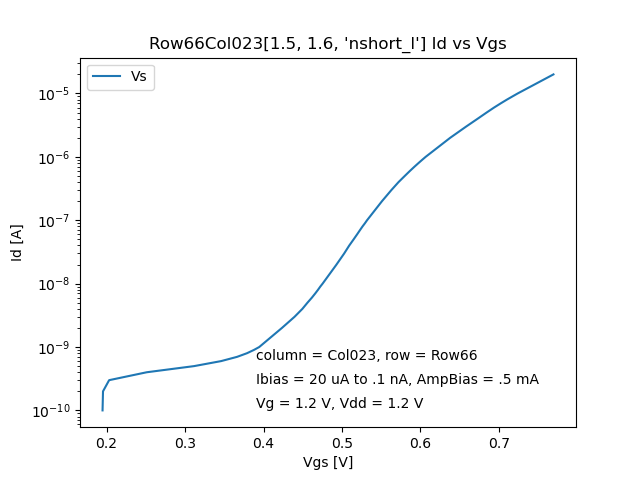 Row66Col023[1.5, 1.6, 'nshort_l'] Id vs Vgs
Vs
10⁻⁵
10⁻⁶
10⁻⁷
10⁻⁸
10⁻⁹
10⁻¹⁰
Id [A]
column = Col023, row = Row66
Ibias = 20 uA to .1 nA, AmpBias = .5 mA
Vg = 1.2 V, Vdd = 1.2 V
0.2 0.3 0.4 0.5 0.6 0.7
Vgs [V]